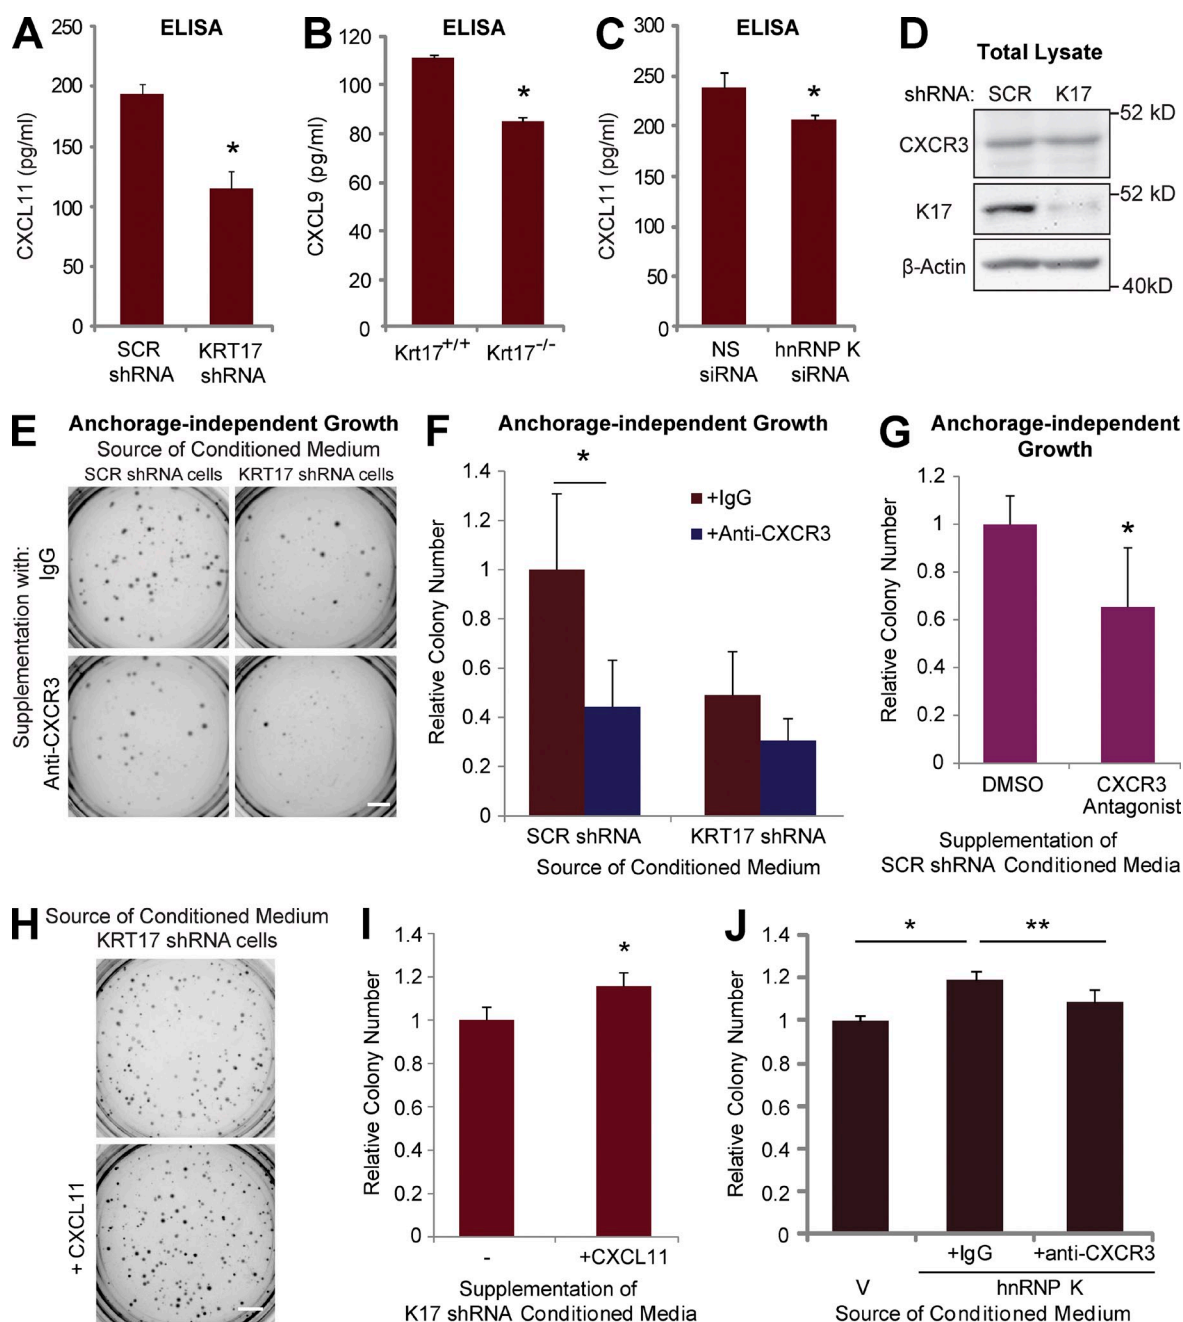 A
ELISA
CXCL11 (pg/ml)
250
200
150
100
50
0
*
SCR
shRNA
KRT17
shRNA
B
ELISA
CXCL9 (pg/ml)
120
100
80
60
40
20
0
*
Krt17+/+
Krt17-/-
C
ELISA
CXCL11 (pg/ml)
300
250
200
150
100
50
0
*
NS
siRNA
hnRNP K
siRNA
D
Total Lysate
shRNA: SCR K17
CXCR3
52 kD
K17
52 kD
β-Actin
40kD
E
Anchorage-independent Growth
Source of Conditioned Medium
SCR shRNA cells
KRT17 shRNA cells
Supplementation with:
IgG
Anti-CXCR3
F
Anchorage-independent Growth
Relative Colony Number
1.4
1.2
1
0.8
0.6
0.4
0.2
0
*
+IgG
+Anti-CXCR3
SCR shRNA
KRT17 shRNA
Source of Conditioned Medium
G
Anchorage-independent
Growth
Relative Colony Number
1.2
1
0.8
0.6
0.4
0.2
0
*
DMSO
CXCR3
Antagonist
Supplementation of
SCR shRNA Conditioned Media
H
Source of Conditioned Medium
KRT17 shRNA cells
+ CXCL11
I
Relative Colony Number
1.4
1.2
1
0.8
0.6
0.4
0.2
0
*
-
+CXCL11
Supplementation of
K17 shRNA Conditioned Media
J
Relative Colony Number
1.4
1.2
1
0.8
0.6
0.4
0.2
0
*
**
+IgG
+anti-CXCR3
V
hnRNP K
Source of Conditioned Medium